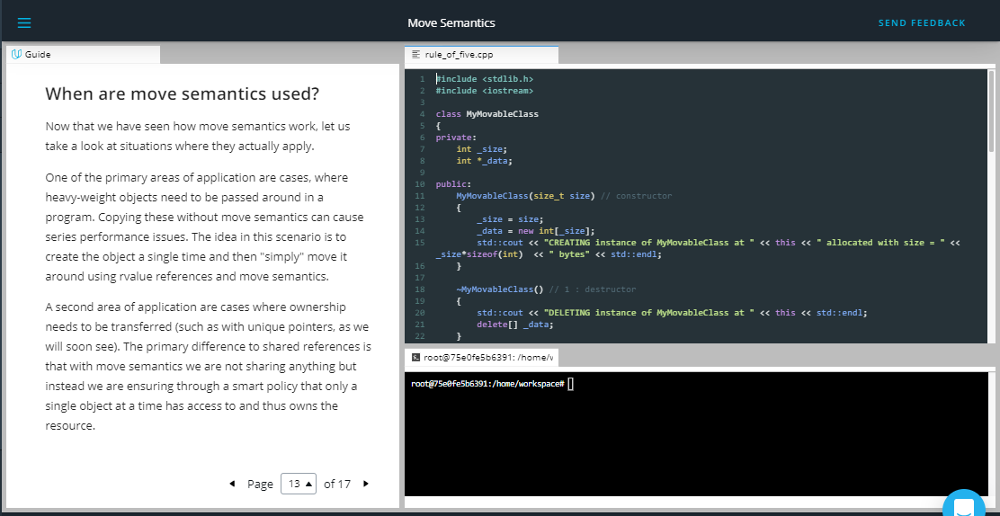 Move Semantics
SEND FEEDBACK
Guide
When are move semantics used?
Now that we have seen how move semantics work, let us
take a look at situations where they actually apply.
One of the primary areas of application are cases, where
heavy-weight objects need to be passed around in a
program. Copying these without move semantics can cause
series performance issues. The idea in this scenario is to
create the object a single time and then "simply" move it
around using rvalue references and move semantics.
A second area of application are cases where ownership
needs to be transferred (such as with unique pointers, as we
will soon see). The primary difference to shared references is
that with move semantics we are not sharing anything but
instead we are ensuring through a smart policy that only a
single object at a time has access to and thus owns the
resource.
Page 13 of 17
rule_of_five.cpp
1 #include <stdlib.h>
2 #include <iostream>
3
4 class MyMovableClass
5 {
6 private:
7     int _size;
8     int *_data;
9
10 public:
11     MyMovableClass(size_t size) // constructor
12     {
13         _size = size;
14         _data = new int[_size];
15         std::cout << "CREATING instance of MyMovableClass at " << this << " allocated with size = " <<
_size*sizeof(int)  << " bytes" << std::endl;
16     }
17
18     ~MyMovableClass() // 1 : destructor
19     {
20         std::cout << "DELETING instance of MyMovableClass at " << this << std::endl;
21         delete[] _data;
22     }
root@75e0fe5b6391: /home/w
root@75e0fe5b6391:/home/workspace#